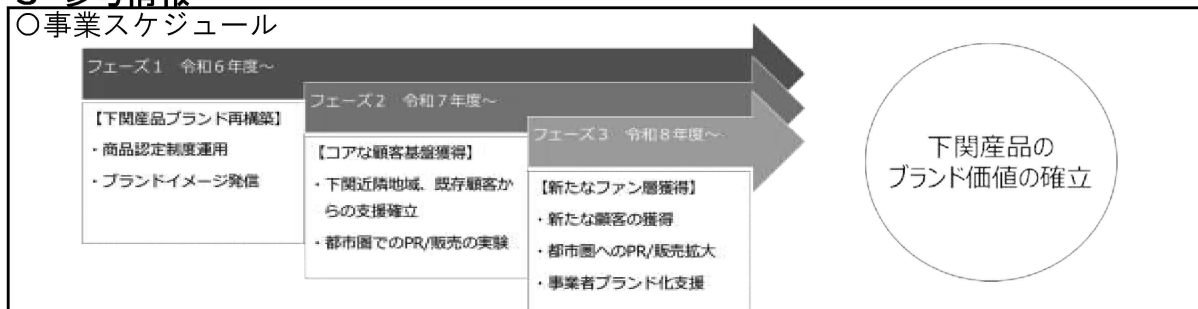 〇事業スケジュール
フェーズ1 令和6年度～
【下関産品ブランド再構築】
・商品認定制度運用
・ブランドイメージ発信
フェーズ2 令和7年度～
【コアな顧客基盤獲得】
・下関近隣地域、既存顧客か
らの支援確立
・都市圏でのPR/販売の実験
フェーズ3 令和8年度～
【新たなファン層獲得】
・新たな顧客の獲得
・都市圏へのPR/販売拡大
・事業者ブランド化支援
下関産品の
ブランド価値の確立